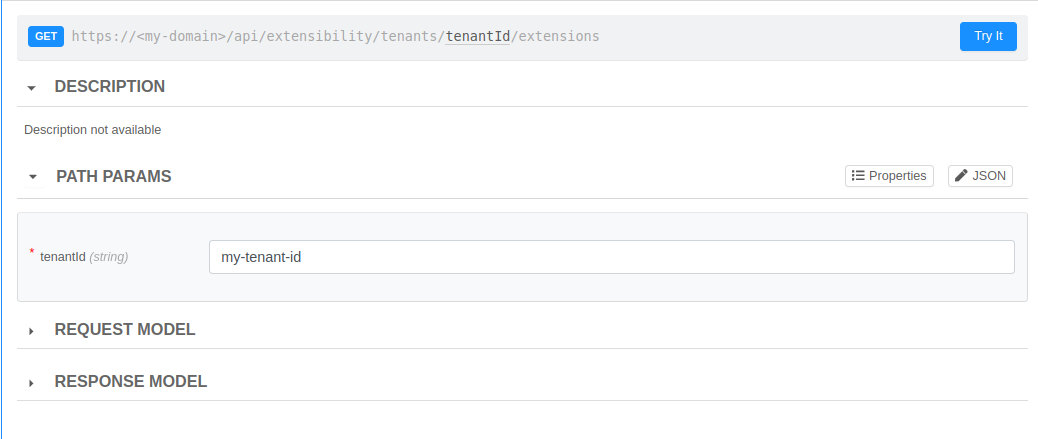 GET https://<my-domain>/api/extensibility/tenants/tenantId/extensions Try It
DESCRIPTION
Description not available
PATH PARAMS Properties JSON
* tenantId (string) my-tenant-id
REQUEST MODEL
RESPONSE MODEL